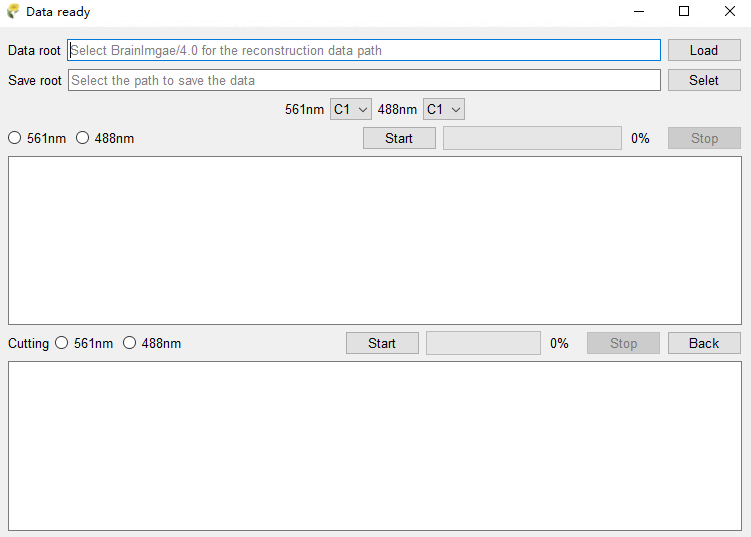 Data ready
Data root Select BrainImgae/4.0 for the reconstruction data path Load
Save root Select the path to save the data Selet
561nm C1 488nm C1
561nm 488nm Start 0% Stop
Cutting 561nm 488nm Start 0% Stop Back